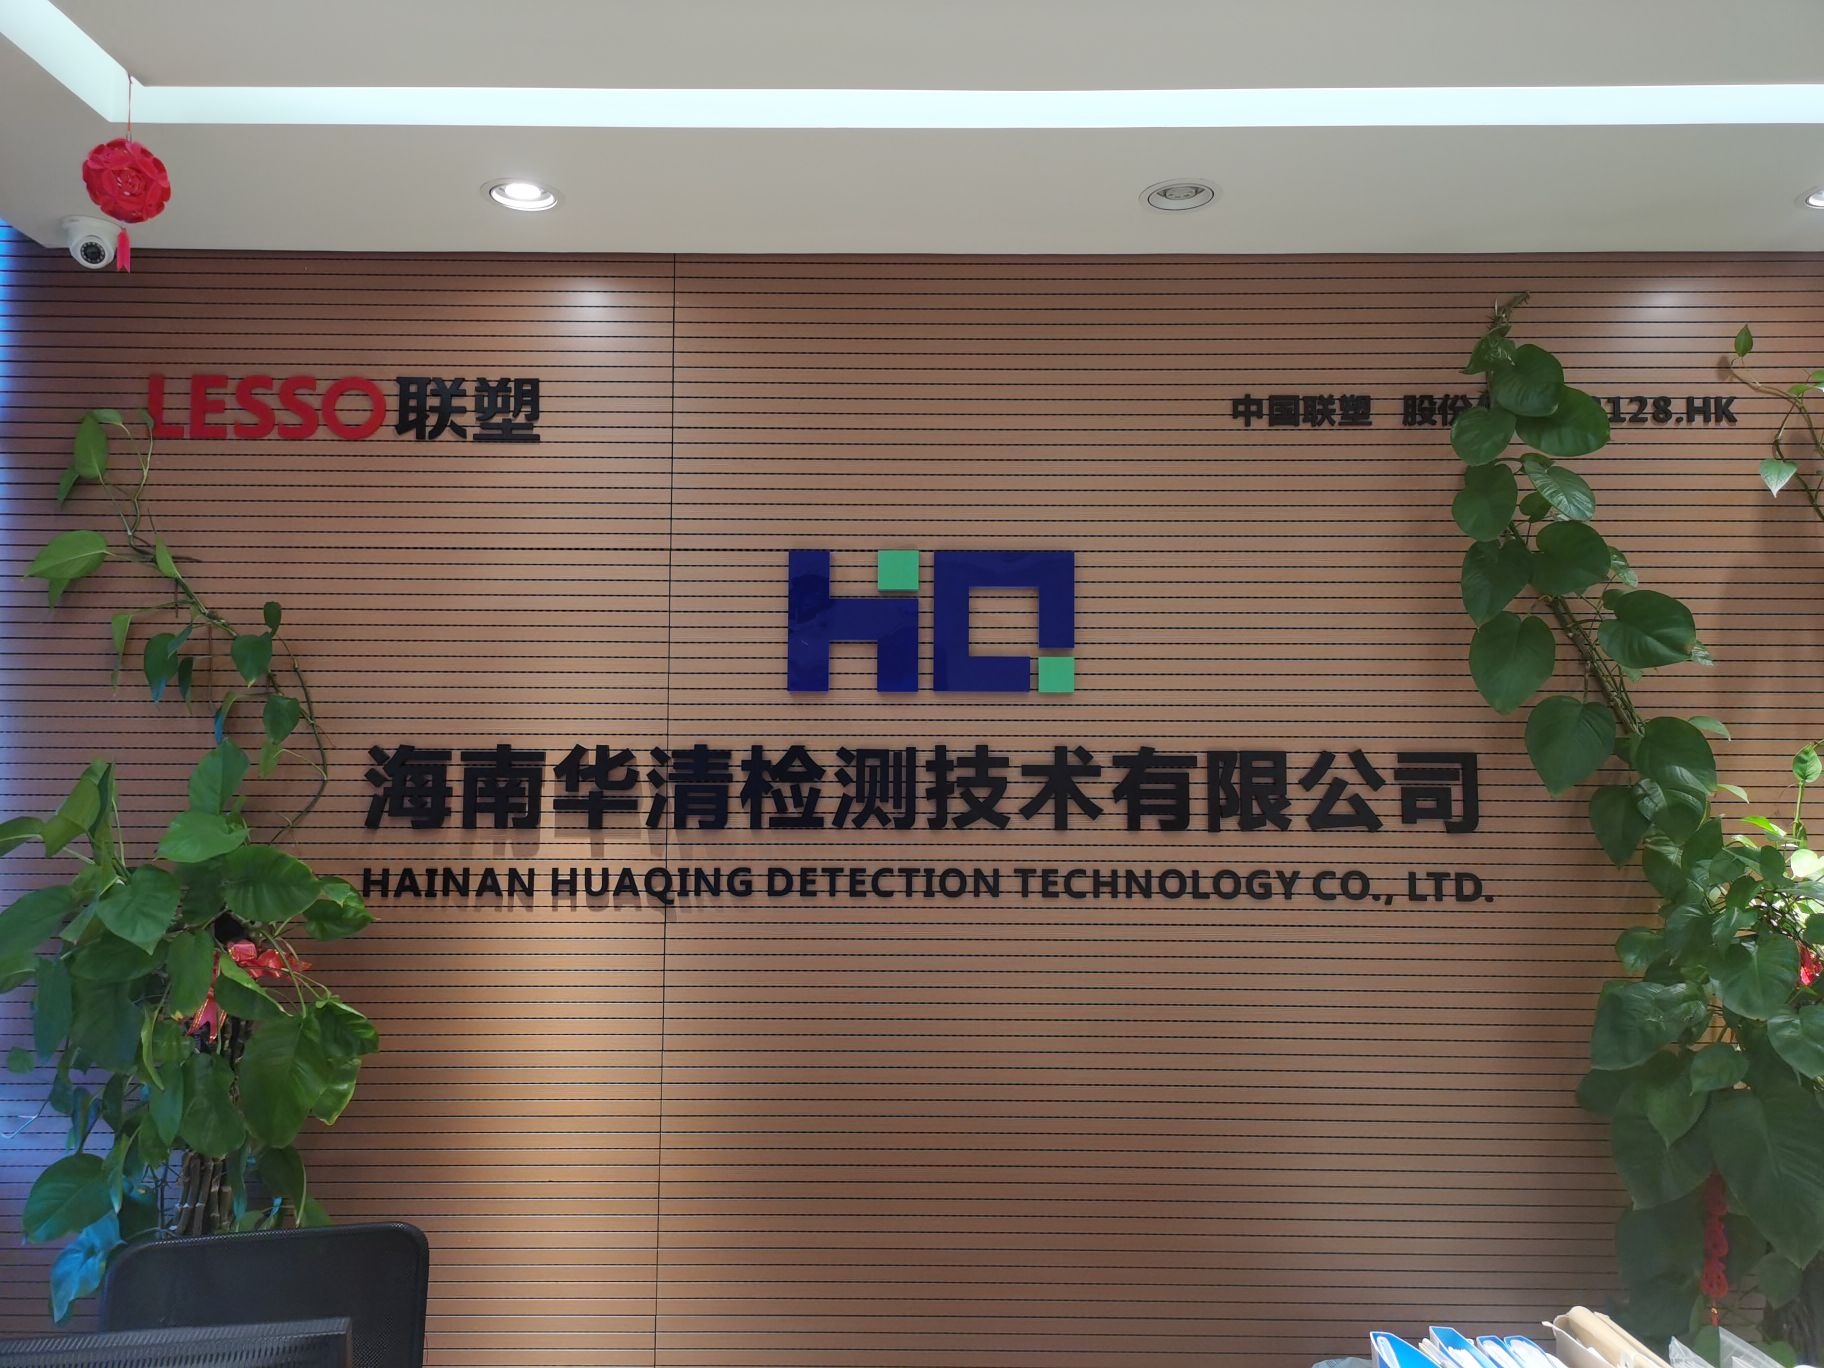 LESSO联塑
中国联塑 股份 128.HK
HQ
海南华清检测技术有限公司
HAINAN HUAQING DETECTION TECHNOLOGY CO., LTD.